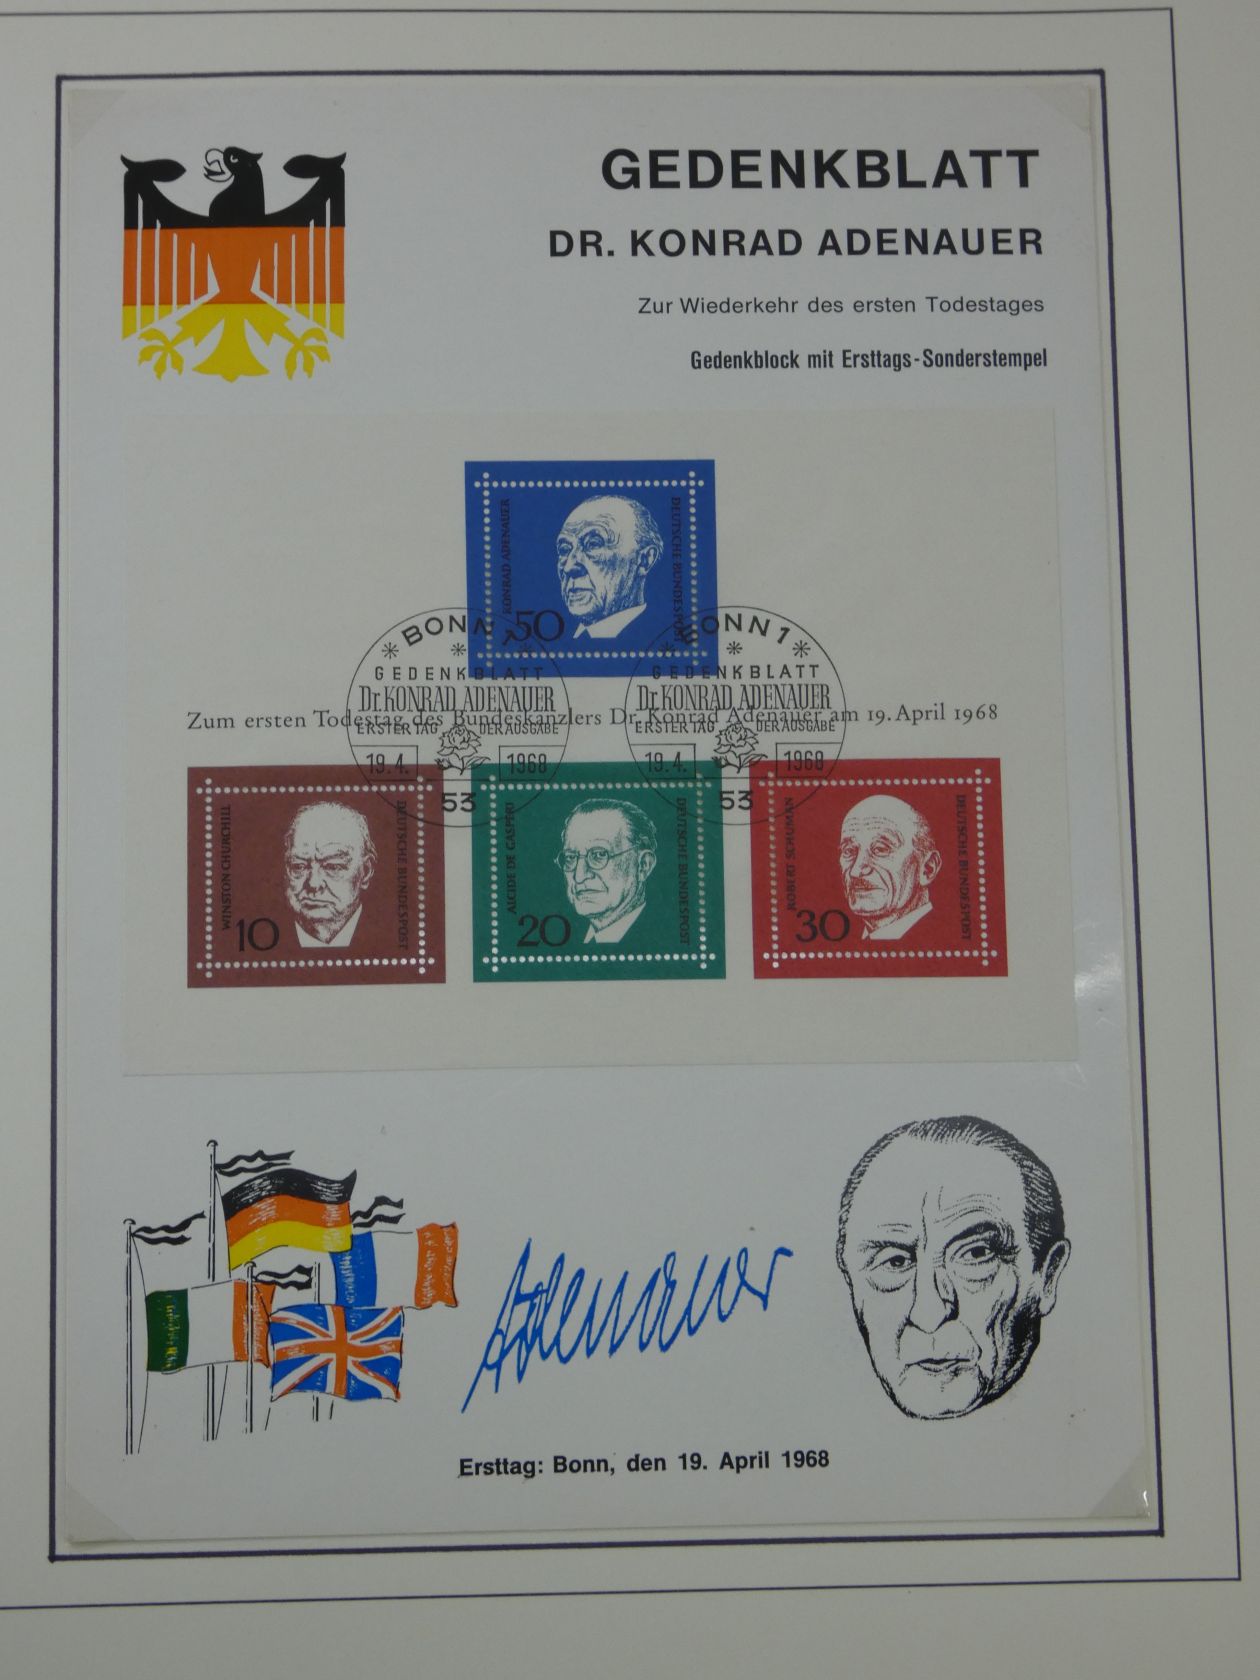 GEDENKBLATT
DR. KONRAD ADENAUER
Zur Wiederkehr des ersten Todestages
Gedenkblock mit Ersttags-Sonderstempel
KONRAD ADENAUER
DEUTSCHE BUNDESPOST
50
BONN 1
GEDENKBLATT
Dr. KONRAD ADENAUER
ERSTER TAG DER AUSGABE
19.4. 1968
53
BONN 1
GEDENKBLATT
Dr. KONRAD ADENAUER
ERSTER TAG DER AUSGABE
19.4. 1968
53
Zum ersten Todestag des Bundeskanzlers Dr. Konrad Adenauer am 19. April 1968
WINSTON CHURCHILL
DEUTSCHE BUNDESPOST
10
ALCIDE DE GASPERI
DEUTSCHE BUNDESPOST
20
ROBERT SCHUMAN
DEUTSCHE BUNDESPOST
30
Adenauer
Ersttag: Bonn, den 19. April 1968